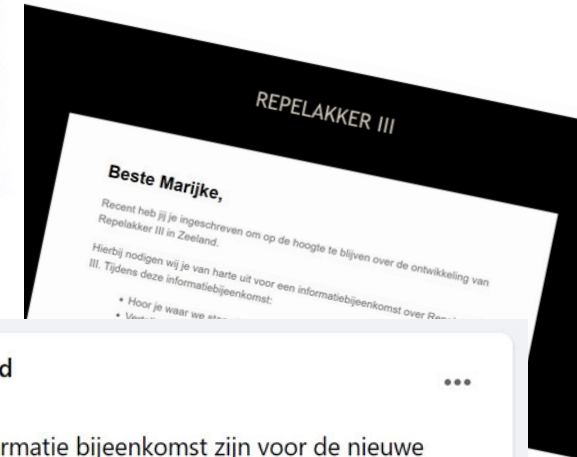 REPELAKKER III
Beste Marijke,
Recent heb jij je ingeschreven om op de hoogte te blijven over de ontwikkeling van
Repelakker III in Zeeland.
Hierbij nodigen wij je van harte uit voor een informatiebijeenkomst over
III. Tijdens deze informatiebijeenkomst:
• Hoor je waar we
d
rmatie bijeenkomst zijn voor de nieuwe